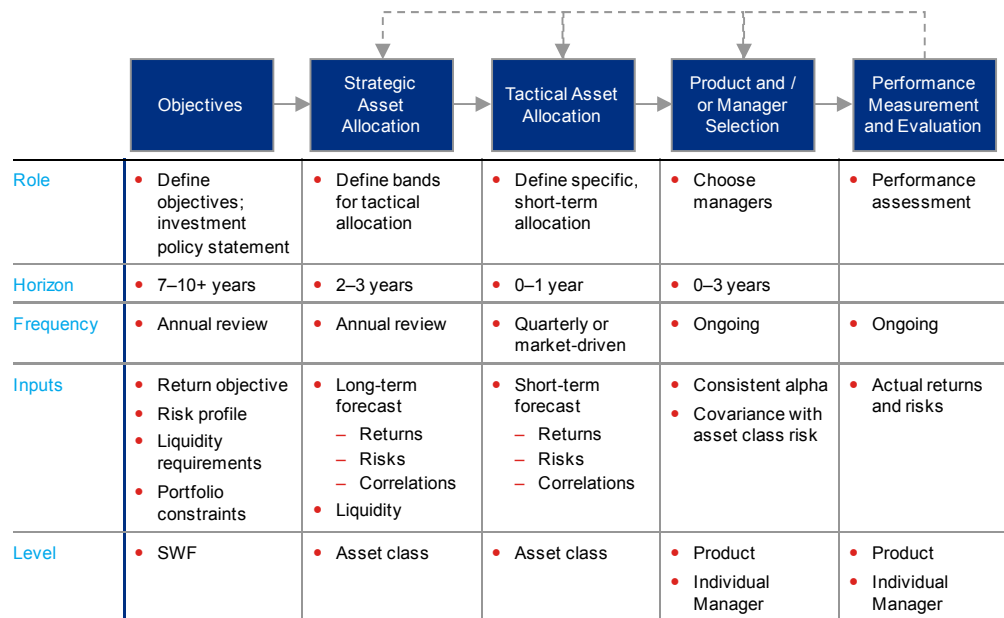 Objectives
Strategic
Asset
Allocation
Tactical Asset
Allocation
Product and /
or Manager
Selection
Performance
Measurement
and Evaluation
Role
• Define
objectives;
investment
policy statement
• Define bands
for tactical
allocation
• Define specific,
short-term
allocation
• Choose
managers
• Performance
assessment
Horizon
• 7–10+ years
• 2–3 years
• 0–1 year
• 0–3 years
Frequency
• Annual review
• Annual review
• Quarterly or
market-driven
• Ongoing
• Ongoing
Inputs
• Return objective
• Risk profile
• Liquidity
requirements
• Portfolio
constraints
• Long-term
forecast
– Returns
– Risks
– Correlations
• Liquidity
• Short-term
forecast
– Returns
– Risks
– Correlations
• Consistent alpha
• Covariance with
asset class risk
• Actual returns
and risks
Level
• SWF
• Asset class
• Asset class
• Product
• Individual
Manager
• Product
• Individual
Manager